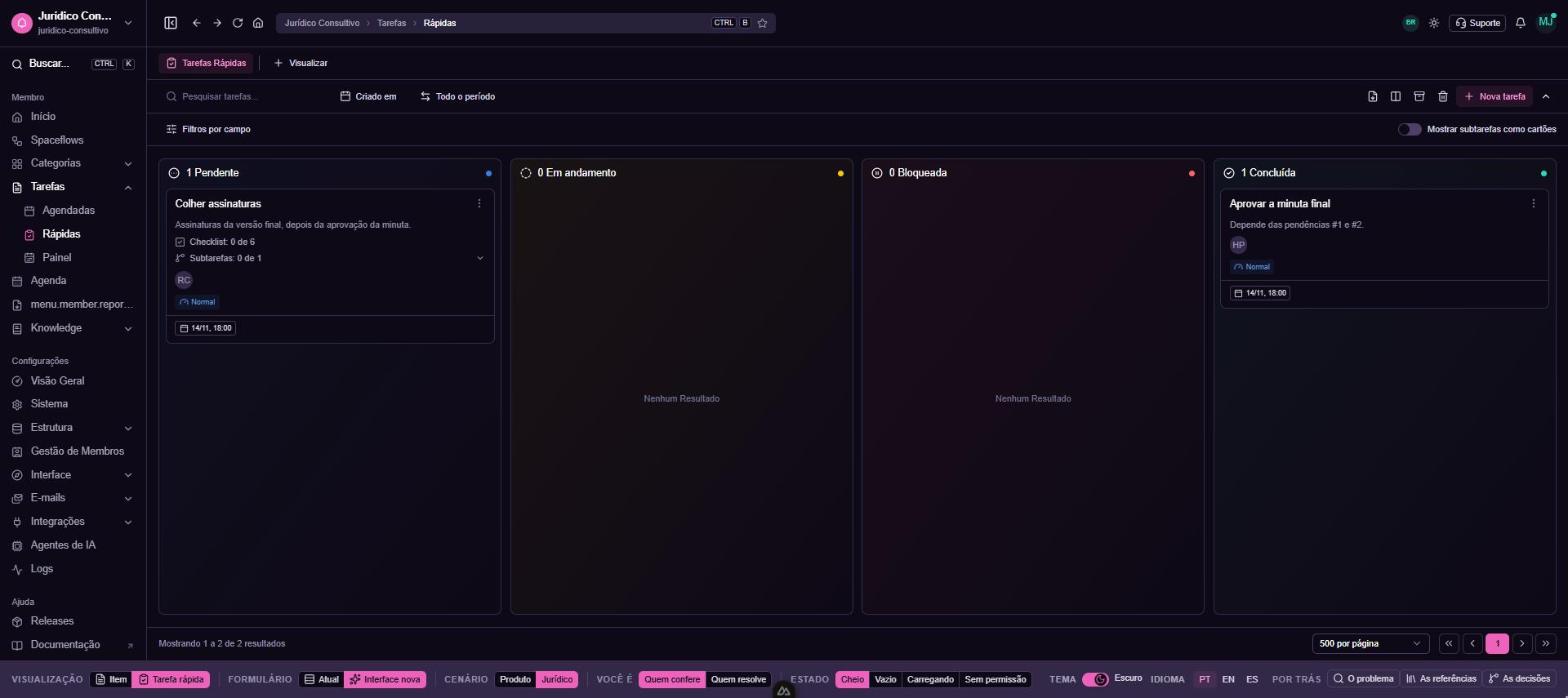 Jurídico Con...
juridico-consultivo
Jurídico Consultivo > Tarefas > Rápidas
CTRL B
BR
Suporte
MJ
Buscar...
CTRL K
Tarefas Rápidas
Visualizar
Membro
Início
Spaceflows
Categorias
Tarefas
Agendadas
Rápidas
Painel
Agenda
menu.member.repor...
Knowledge
Configurações
Visão Geral
Sistema
Estrutura
Gestão de Membros
Interface
E-mails
Integrações
Agentes de IA
Logs
Ajuda
Releases
Documentação
Pesquisar tarefas...
Criado em
Todo o período
Nova tarefa
Filtros por campo
Mostrar subtarefas como cartões
1 Pendente
Colher assinaturas
Assinaturas da versão final, depois da aprovação da minuta.
Checklist: 0 de 6
Subtarefas: 0 de 1
RC
Normal
14/11, 18:00
0 Em andamento
Nenhum Resultado
0 Bloqueada
Nenhum Resultado
1 Concluída
Aprovar a minuta final
Depende das pendências #1 e #2.
HP
Normal
14/11, 18:00
Mostrando 1 a 2 de 2 resultados
500 por página
1
VISUALIZAÇÃO Item Tarefa rápida FORMULÁRIO Atual Interface nova CENÁRIO Produto Jurídico VOCÊ É Quem confere Quem resolve ESTADO Cheio Vazio Carregando Sem permissão TEMA Escuro IDIOMA PT EN ES POR TRÁS O problema As referências As decisões